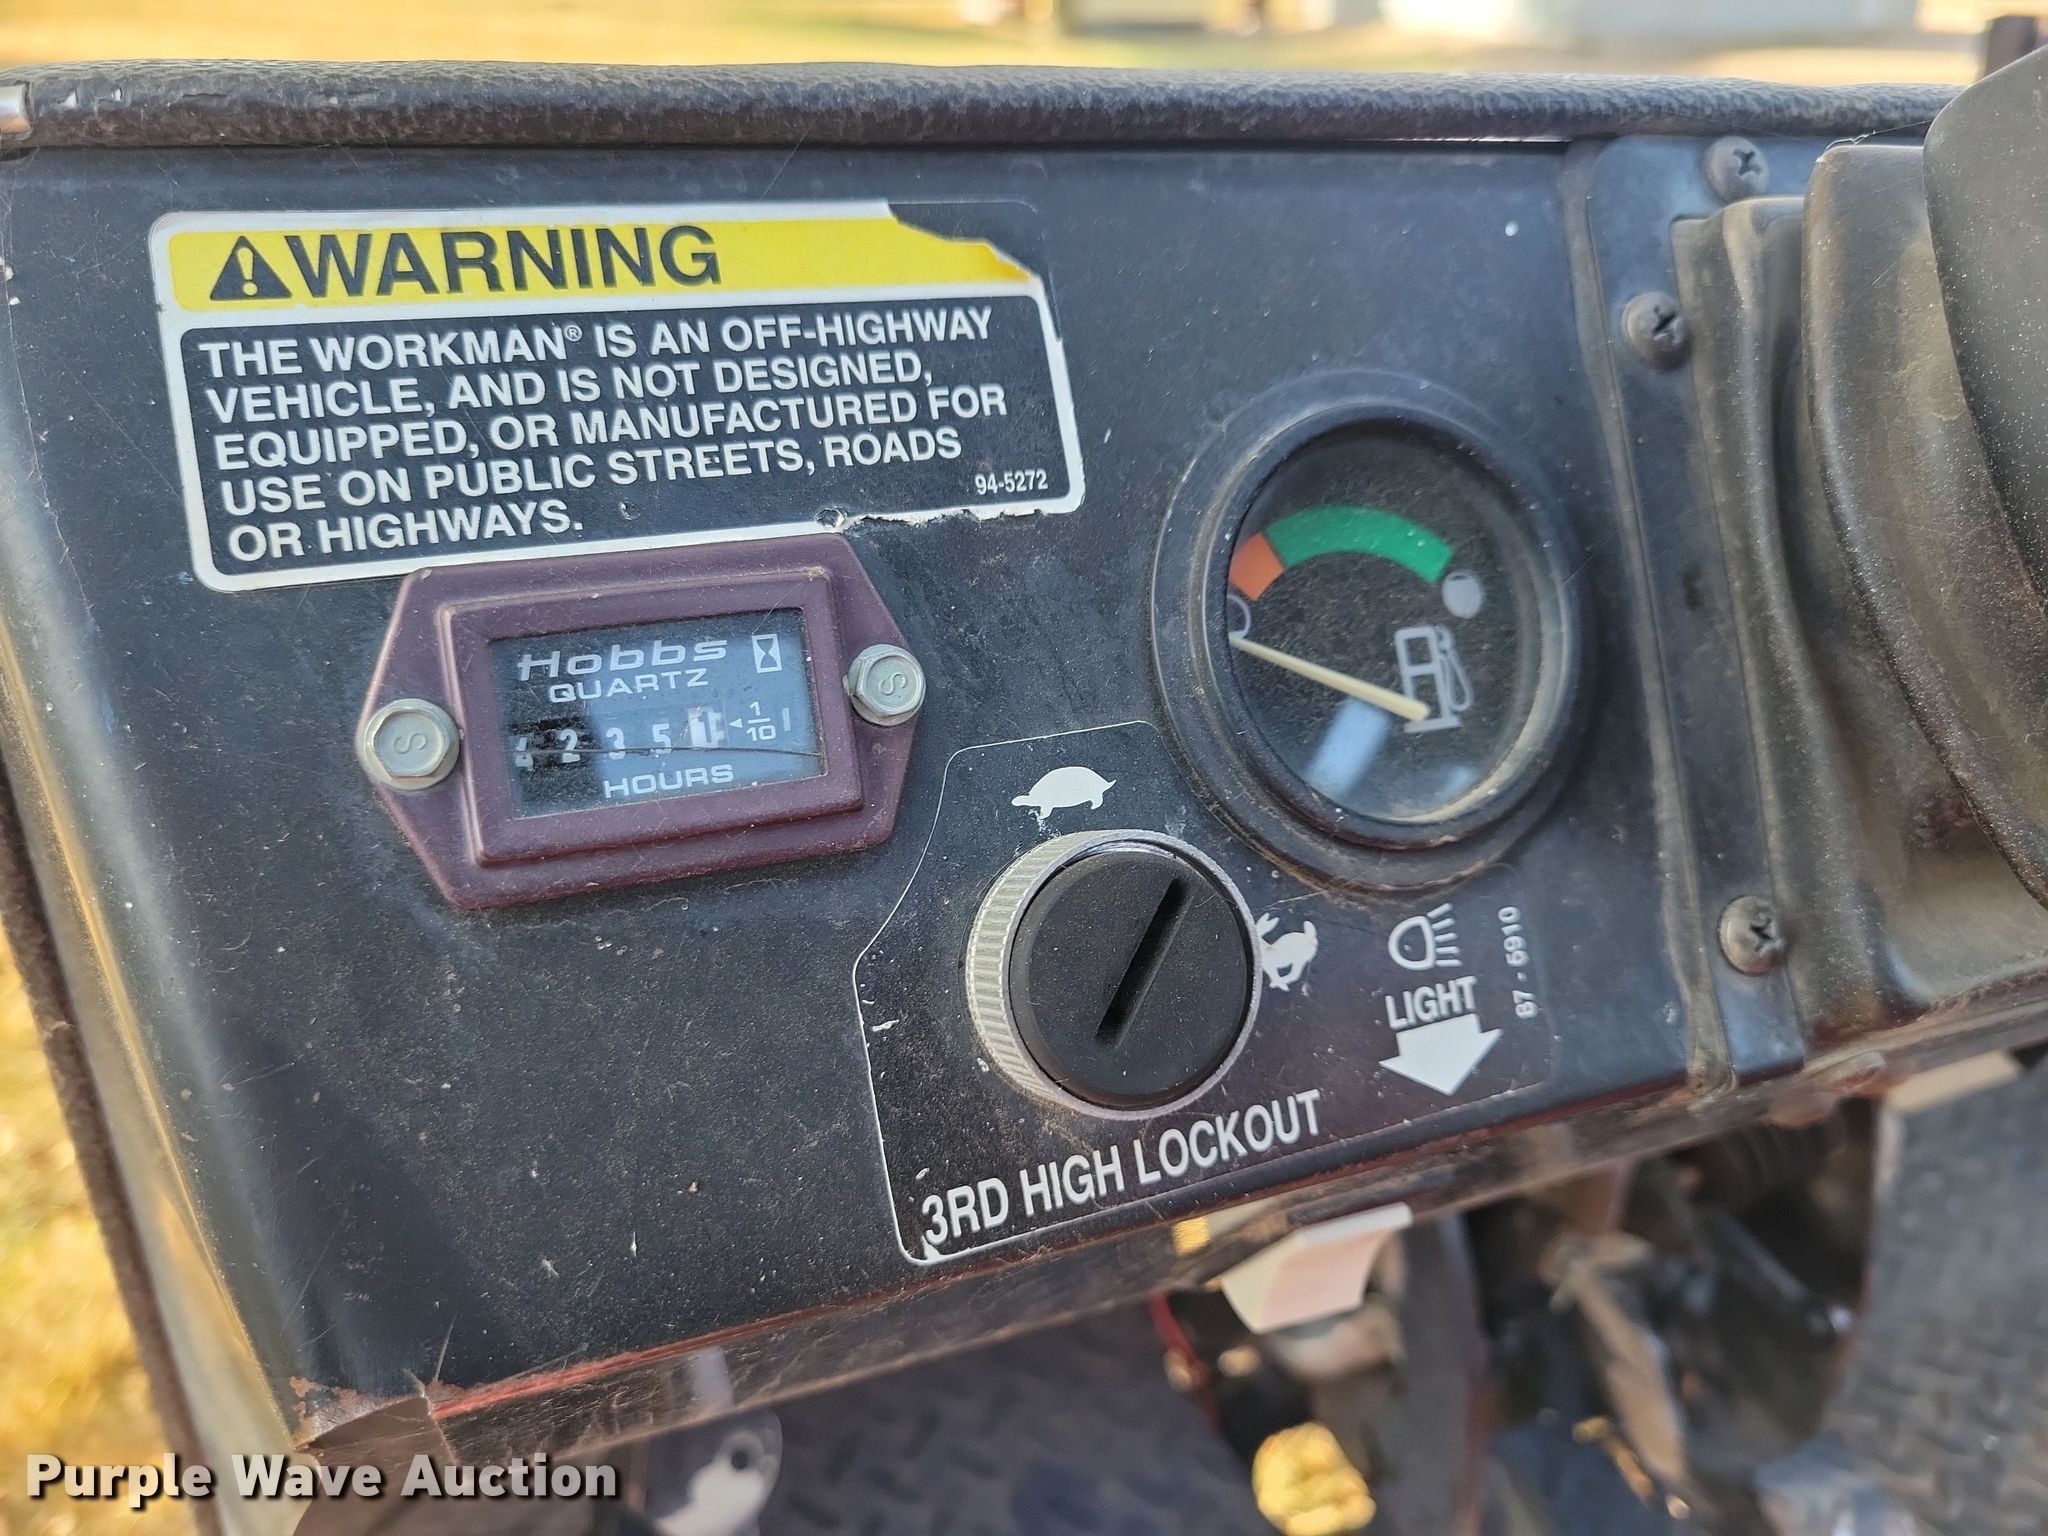 WARNING
THE WORKMAN® IS AN OFF-HIGHWAY
VEHICLE, AND IS NOT DESIGNED,
EQUIPPED, OR MANUFACTURED FOR
USE ON PUBLIC STREETS, ROADS
OR HIGHWAYS.
94-5272
Hobbs
QUARTZ
4 2 3 5
1/10
HOURS
S
S
LIGHT
87-5910
3RD HIGH LOCKOUT
Purple Wave Auction